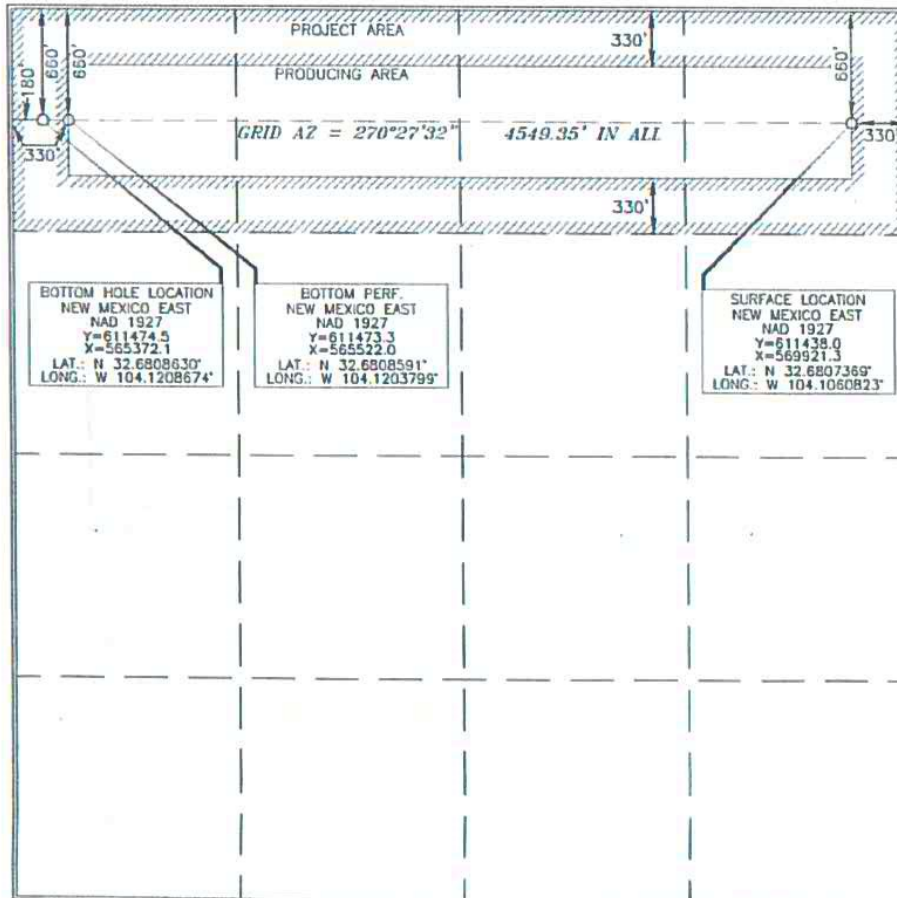 PROJECT AREA
330'
PRODUCING AREA
180
660'
660'
660'
GRID AZ = 270°27'32"
4549.35' IN ALL
330'
330'
330'
BOTTOM HOLE LOCATION
NEW MEXICO EAST
NAD 1927
Y=611474.5
X=565372.1
LAT.: N 32.6808630°
LONG.: W 104.1208674°
BOTTOM PERF.
NEW MEXICO EAST
NAD 1927
Y=611473.3
X=565522.0
LAT.: N 32.6808591°
LONG.: W 104.1203799°
SURFACE LOCATION
NEW MEXICO EAST
NAD 1927
Y=611438.0
X=569921.3
LAT.: N 32.6807369°
LONG.: W 104.1060823°